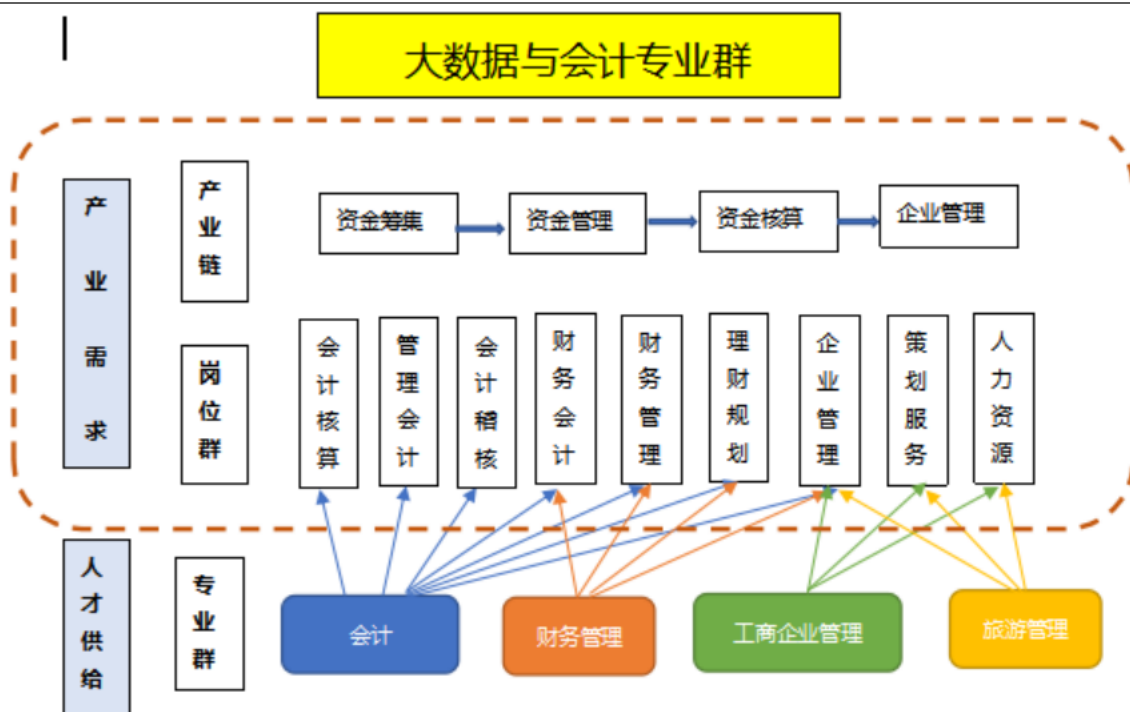 大数据与会计专业群
产业需求
产业链
资金筹集
资金管理
资金核算
企业管理
岗位群
会计核算
管理会计
会计稽核
财务会计
财务管理
理财规划
企业管理
策划服务
人力资源
人才供给
专业群
会计
财务管理
工商企业管理
旅游管理